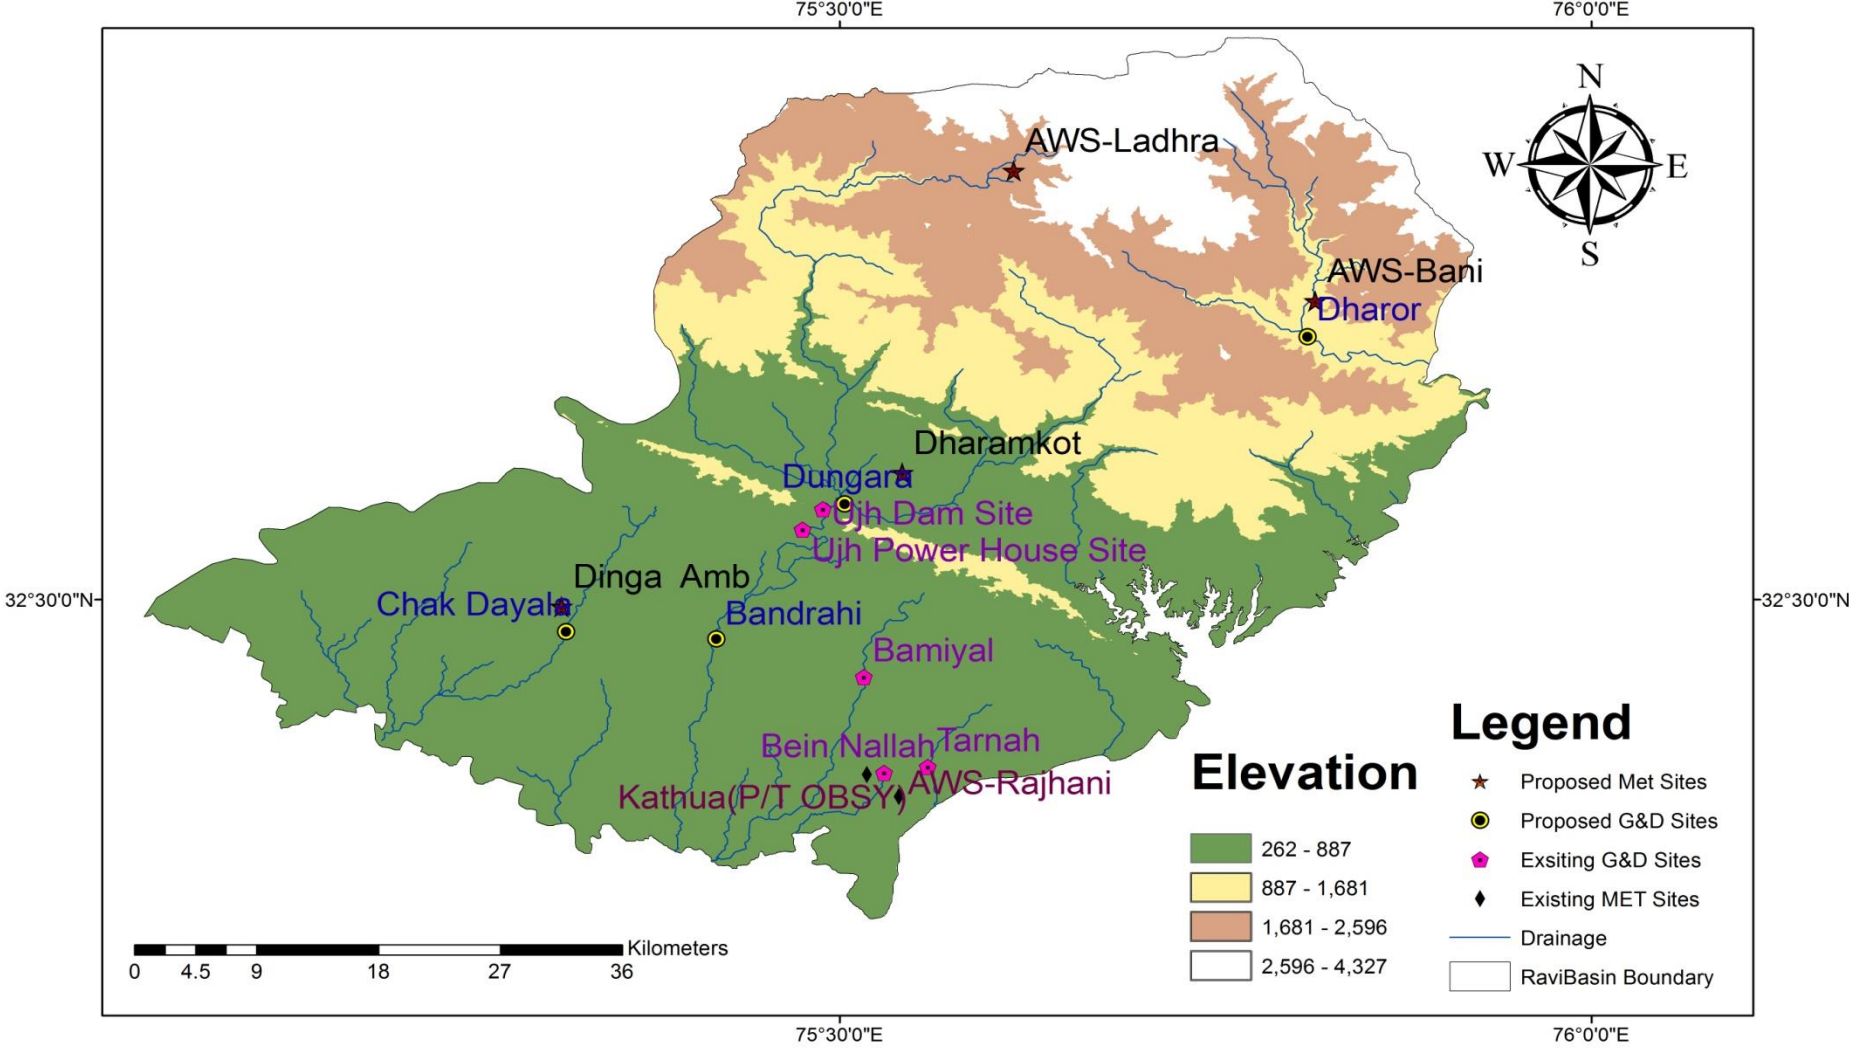 75°30'0"E
76°0'0"E
N
W
E
S
AWS-Ladhra
AWS-Bani
Dharor
Dharamkot
Dungara
Ujh Dam Site
Ujh Power House Site
Dinga Amb
32°30'0"N
32°30'0"N
Chak Dayala
Bandrahi
Bamiyal
Bein Nallah
Tarnah
AWS-Rajhani
Kathua(P/T OBSY)
Legend
Proposed Met Sites
Proposed G&D Sites
Exsiting G&D Sites
Existing MET Sites
Drainage
RaviBasin Boundary
Elevation
262 - 887
887 - 1,681
1,681 - 2,596
2,596 - 4,327
Kilometers
0 4.5 9 18 27 36
75°30'0"E
76°0'0"E